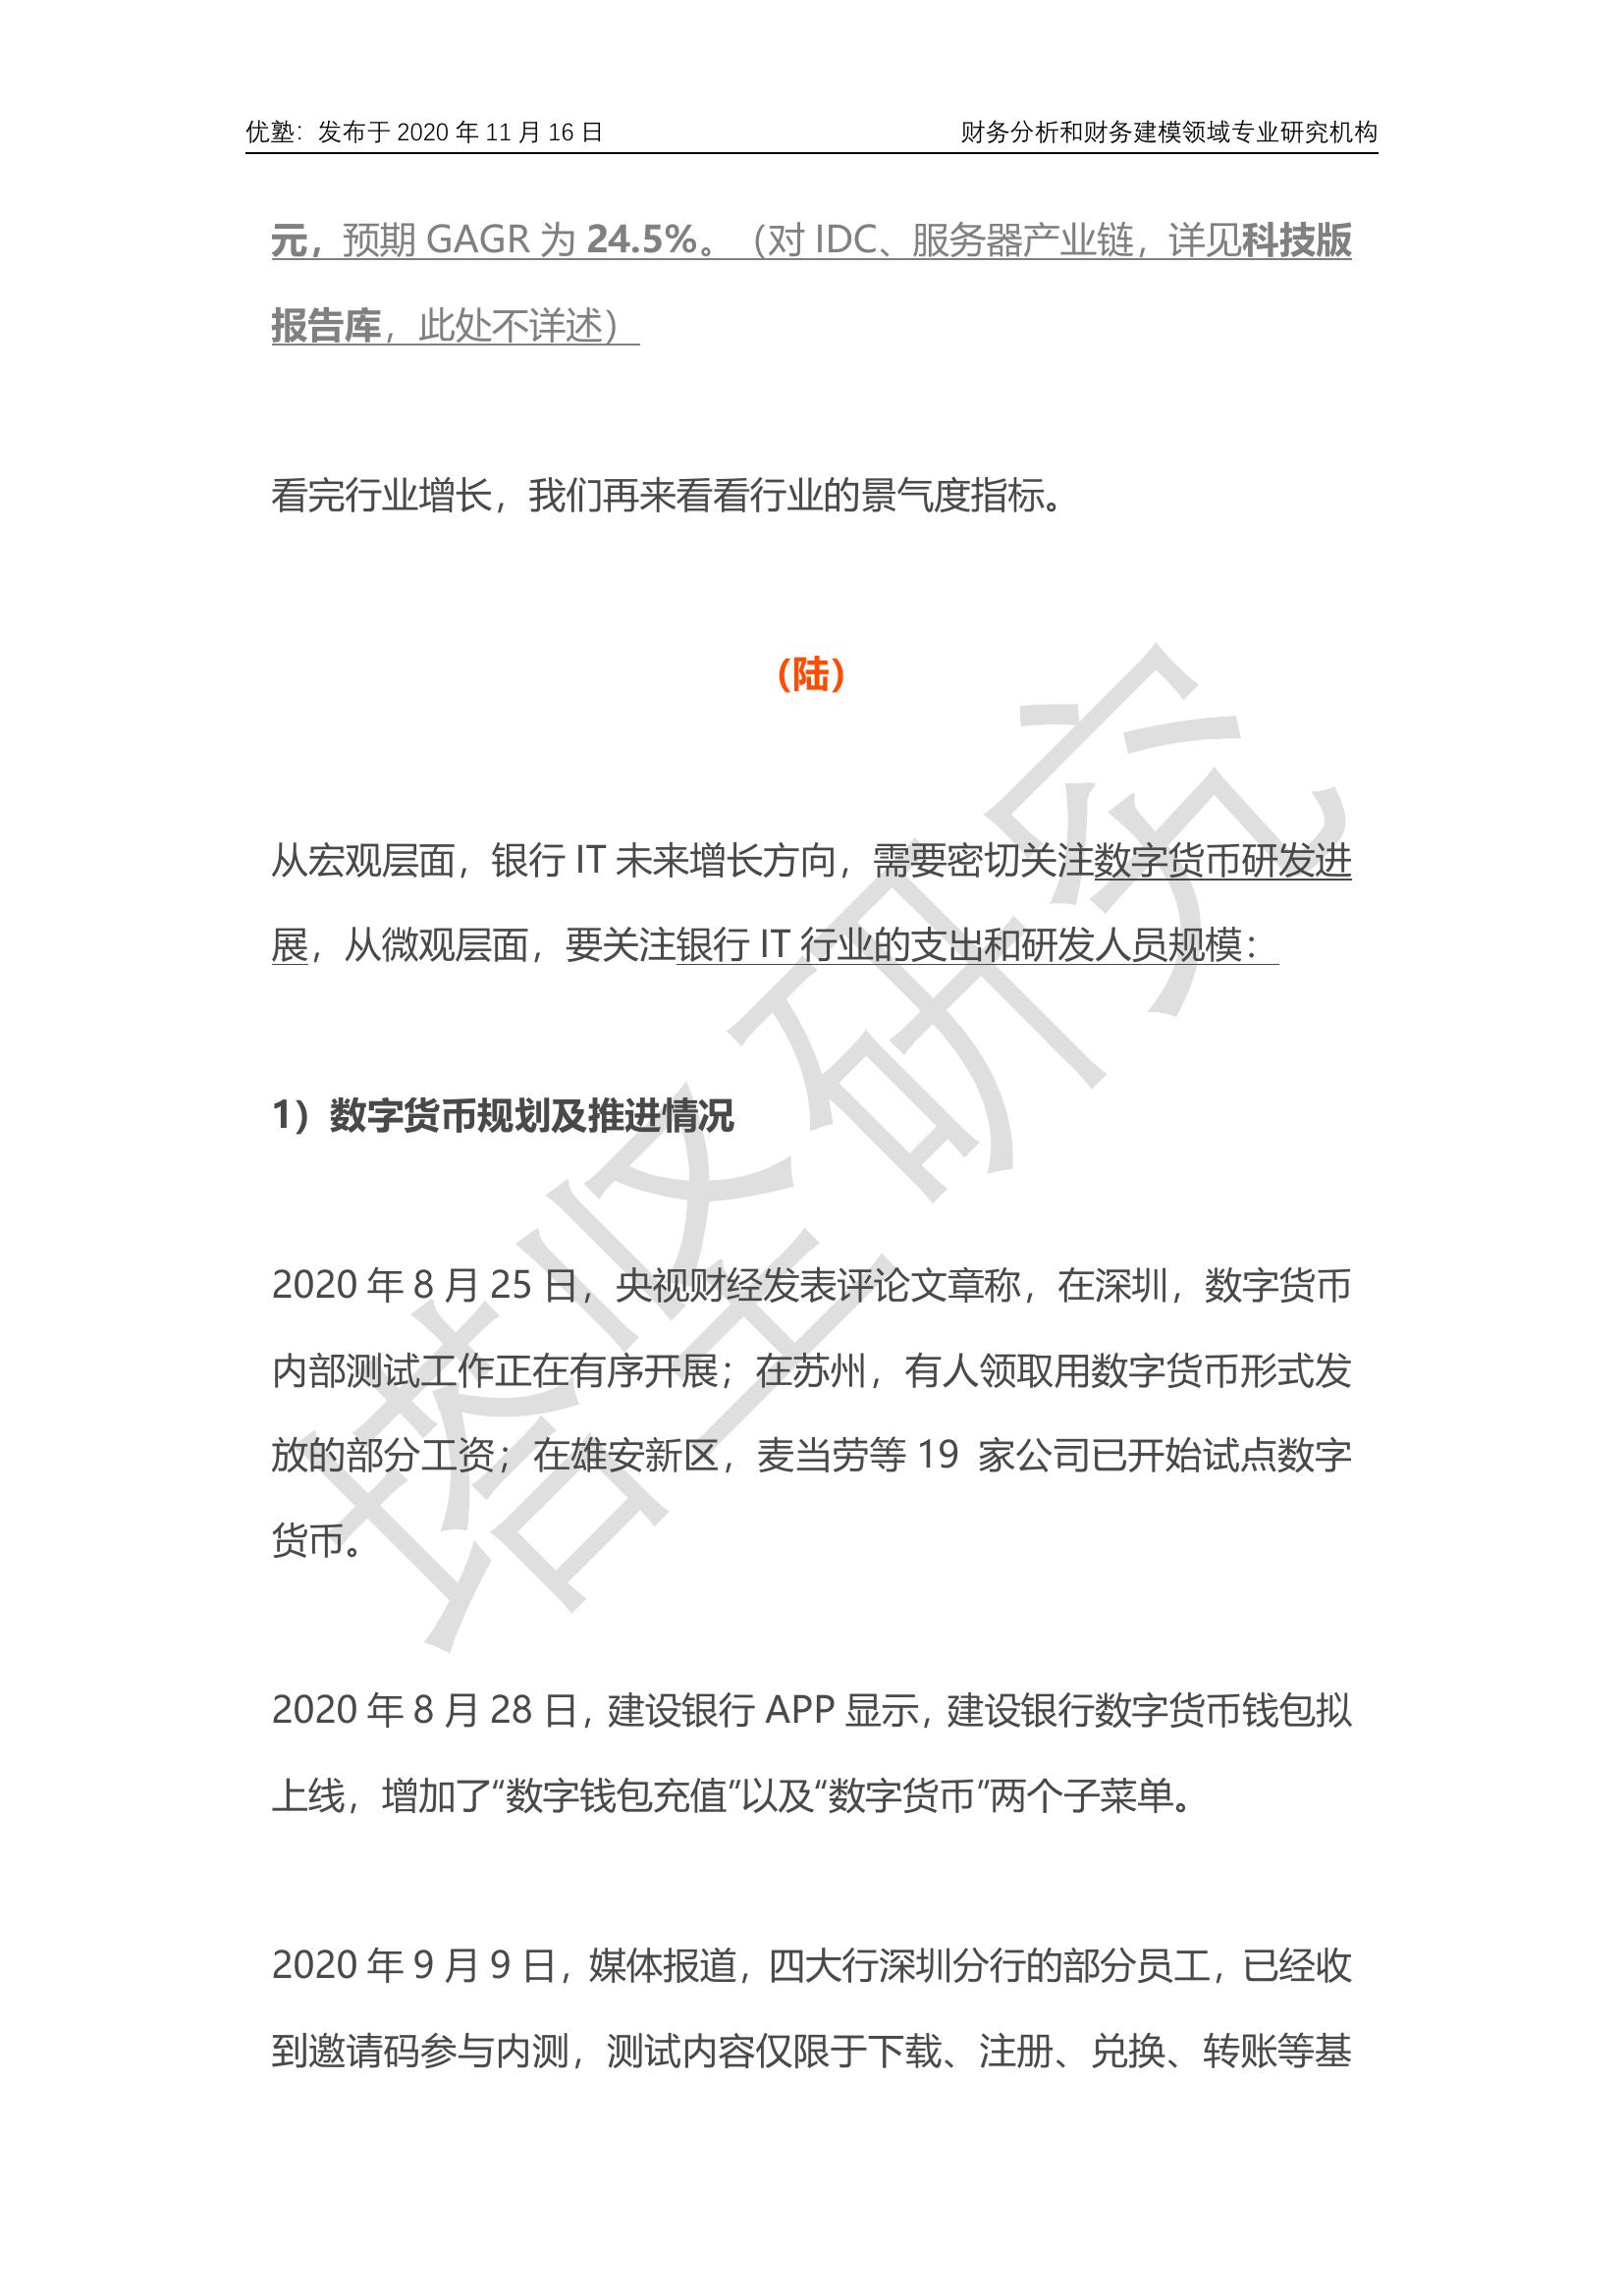 优塾：发布于 2020 年 11 月 16 日 财务分析和财务建模领域专业研究机构
元，预期 GAGR 为 24.5%。（对 IDC、服务器产业链，详见科技版
报告库，此处不详述）
看完行业增长，我们再来看看行业的景气度指标。
（陆）
从宏观层面，银行 IT 未来增长方向，需要密切关注数字货币研发进
展，从微观层面，要关注银行 IT 行业的支出和研发人员规模：
1）数字货币规划及推进情况
2020 年 8 月 25 日，央视财经发表评论文章称，在深圳，数字货币
内部测试工作正在有序开展；在苏州，有人领取用数字货币形式发
放的部分工资；在雄安新区，麦当劳等 19 家公司已开始试点数字
货币。
2020 年 8 月 28 日，建设银行 APP 显示，建设银行数字货币钱包拟
上线，增加了“数字钱包充值”以及“数字货币”两个子菜单。
2020 年 9 月 9 日，媒体报道，四大行深圳分行的部分员工，已经收
到邀请码参与内测，测试内容仅限于下载、注册、兑换、转账等基
塔坚研究